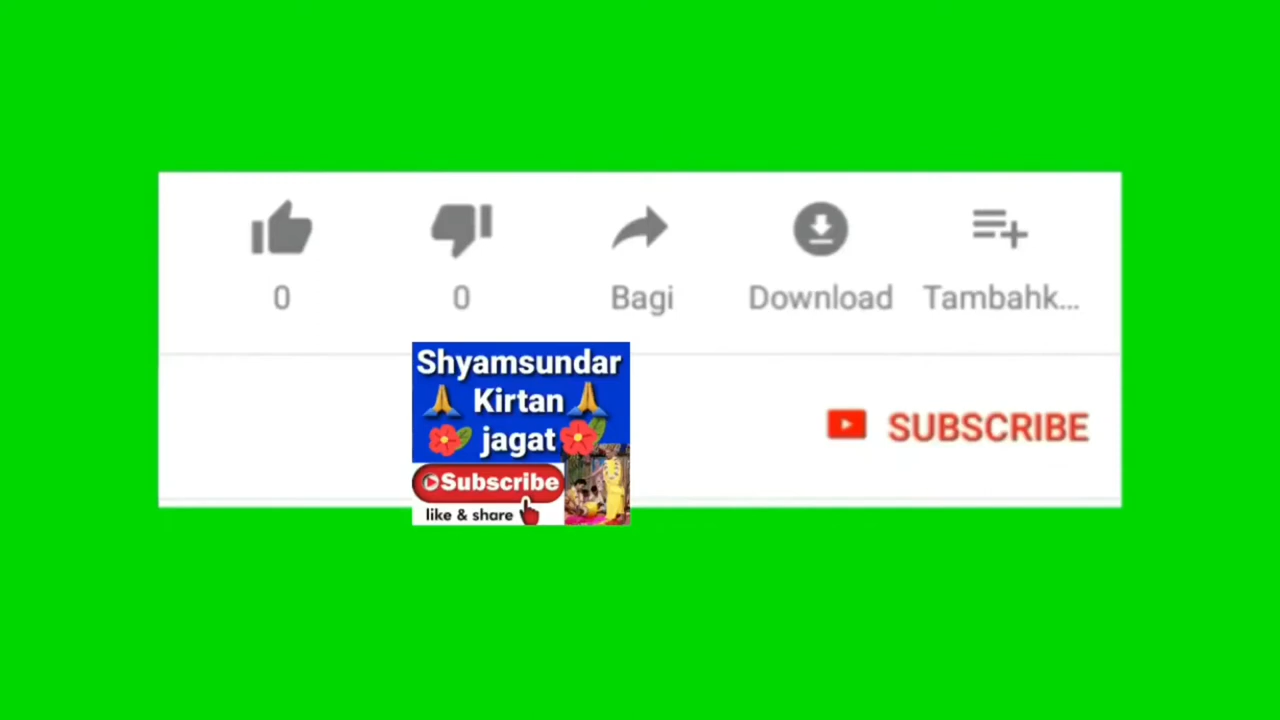 0
0
Bagi
Download
Tambahk...
Shyamsundar
Kirtan
jagat
SUBSCRIBE
Subscribe
like & share